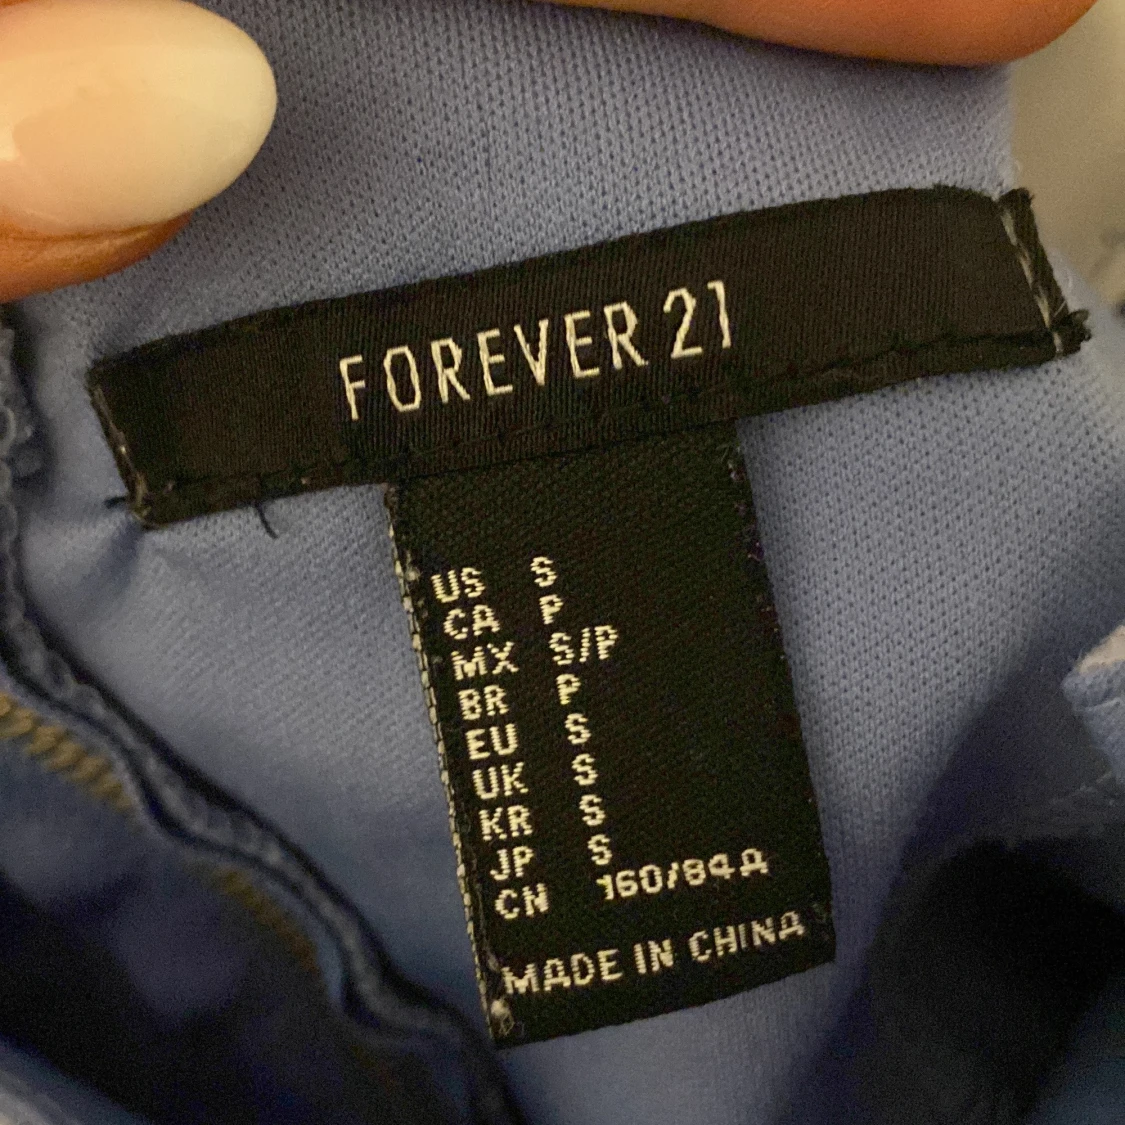 FOREVER 21
US S
CA P
MX S/P
BR P
EU S
UK S
KR S
JP S
CN 160/84A
MADE IN CHINA